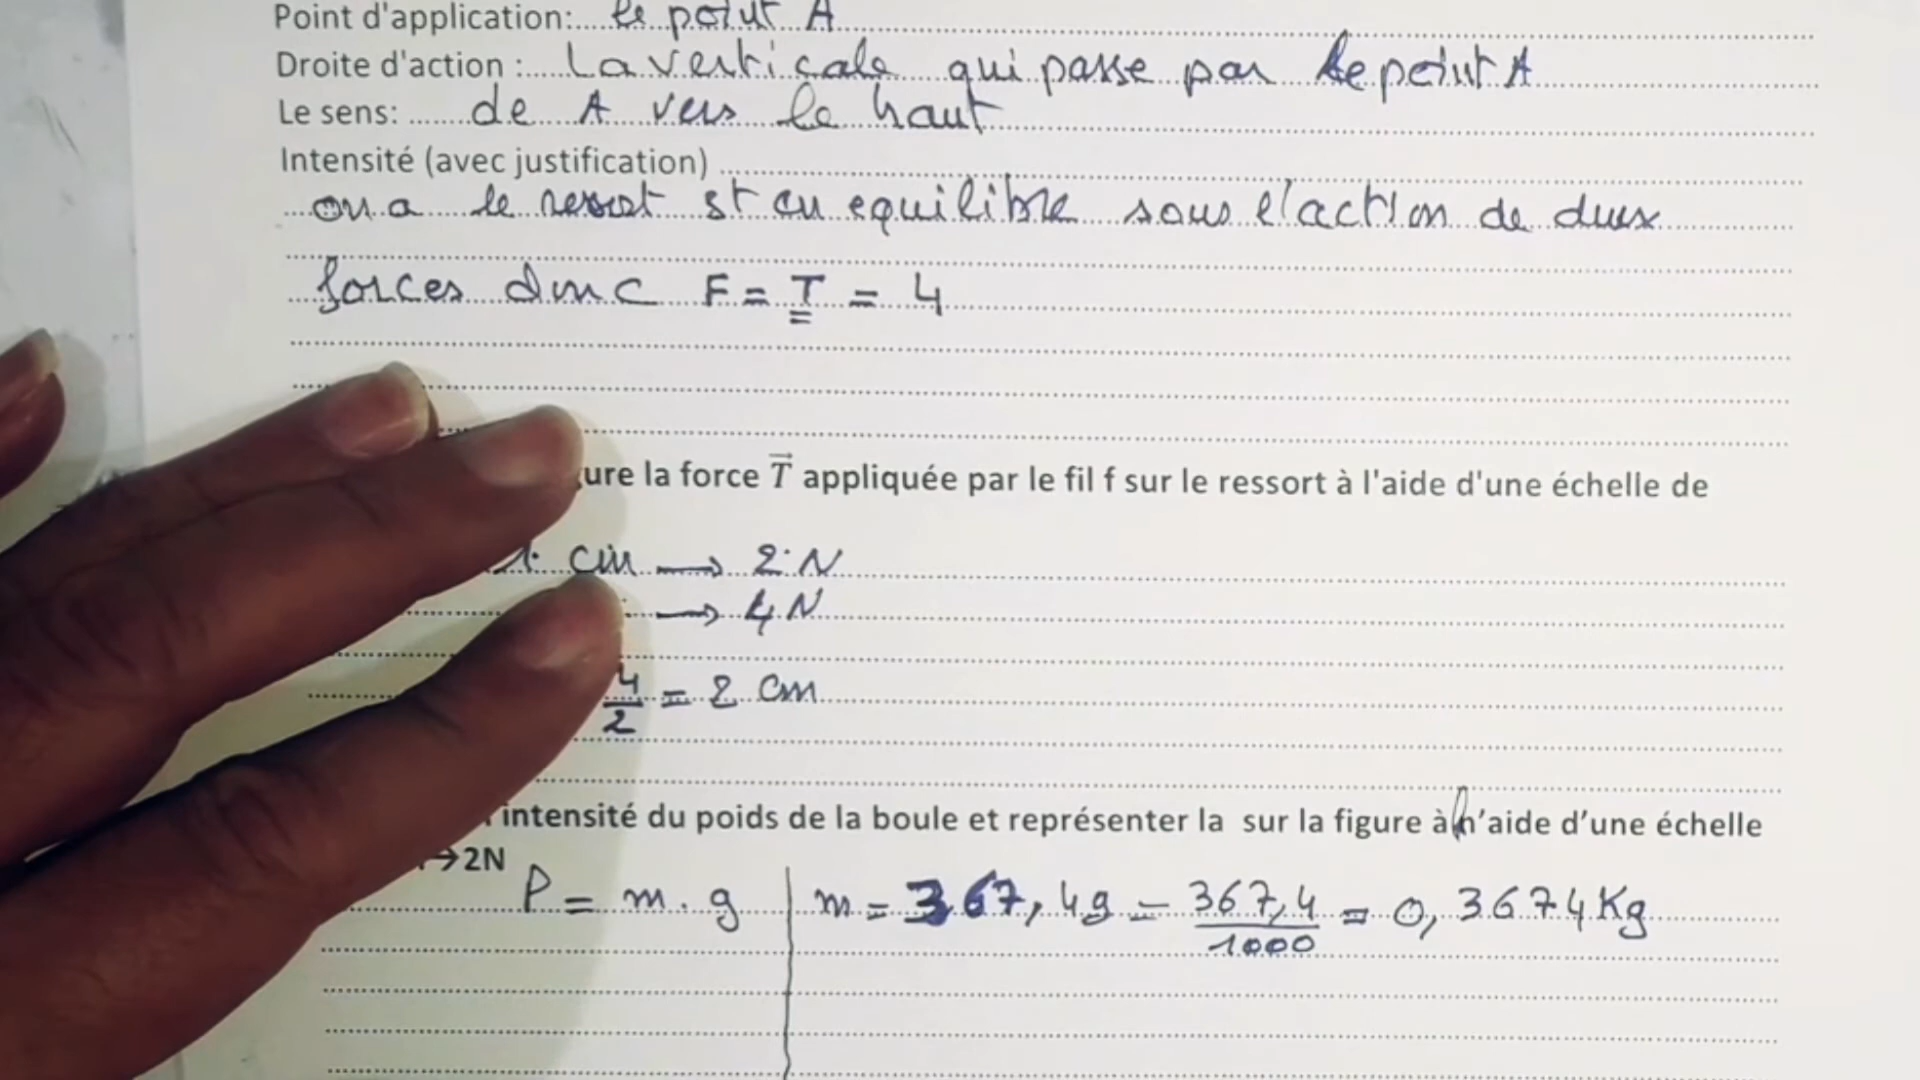 Point d'application: le point A
Droite d'action : La verticale qui passe par le point A
Le sens: de A vers le haut
Intensité (avec justification)
on a le ressort st en equilibre sous l'action de deux
forces donc F = T = 4
ure la force T⃗ appliquée par le fil f sur le ressort à l'aide d'une échelle de
1 cm → 2 N
→ 4 N
4/2 = 2 cm
intensité du poids de la boule et représenter la sur la figure à l'aide d'une échelle
→2N
P = m . g | m = 367,4g = 367,4/1000 = 0,3674 Kg